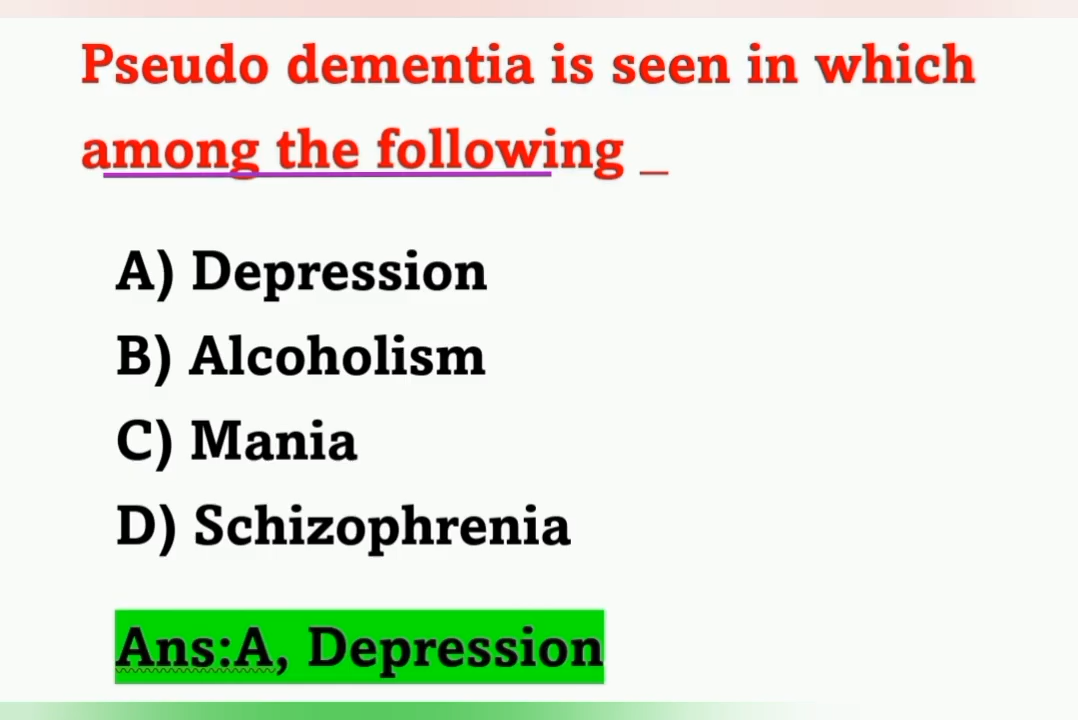 Pseudo dementia is seen in which
among the following _
A) Depression
B) Alcoholism
C) Mania
D) Schizophrenia
Ans:A, Depression